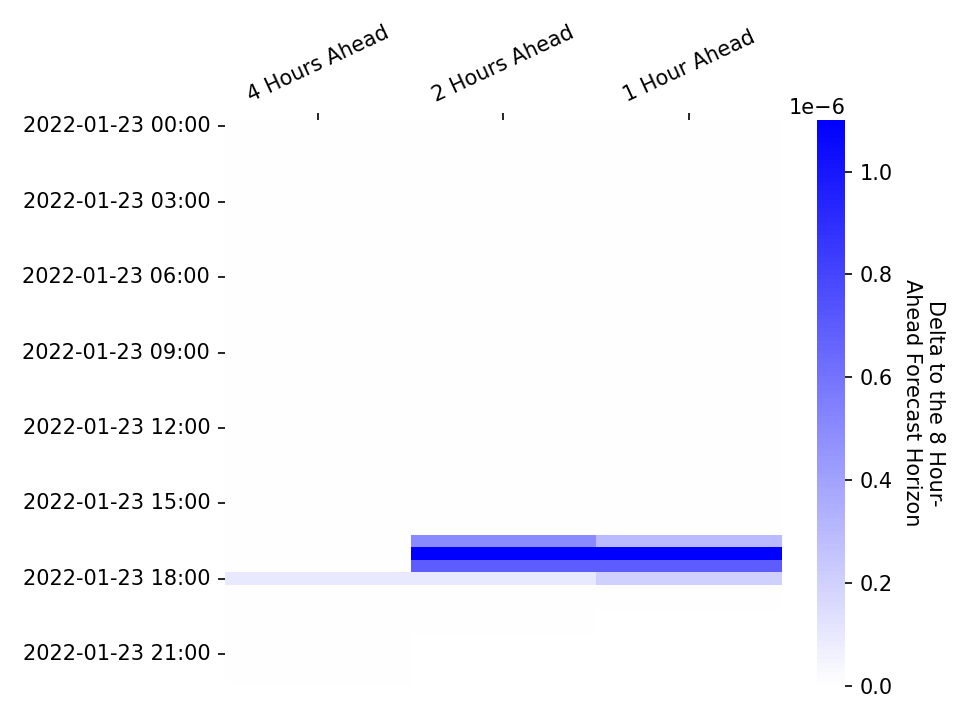 4 Hours Ahead
2 Hours Ahead
1 Hour Ahead
1e−6
2022-01-23 00:00
2022-01-23 03:00
2022-01-23 06:00
2022-01-23 09:00
2022-01-23 12:00
2022-01-23 15:00
2022-01-23 18:00
2022-01-23 21:00
1.0
0.8
0.6
0.4
0.2
0.0
Delta to the 8 Hour-
Ahead Forecast Horizon